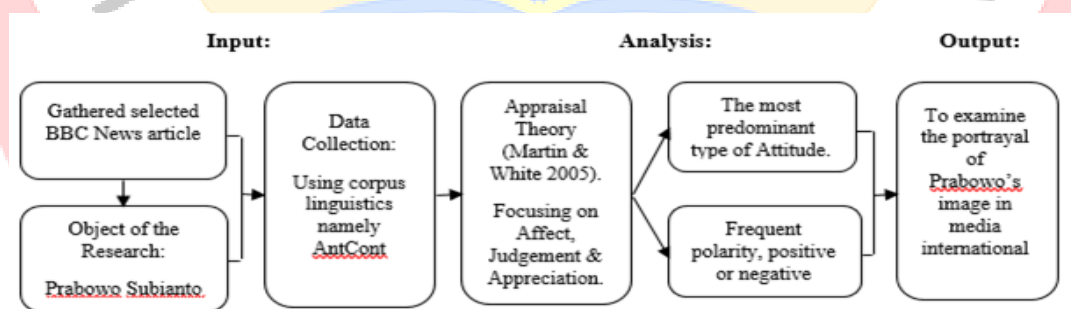 Input:
Analysis:
Output:
Gathered selected
BBC News article
Object of the
Research:
Prabowo Subianto
Data
Collection:
Using corpus
linguistics
namely
AntCont
Appraisal
Theory
(Martin &
White 2005).
Focusing on
Affect,
Judgement &
Appreciation.
The most
predominant
type of Attitude.
Frequent
polarity, positive
or negative
To examine
the portrayal
of
Prabowo's
image in
media
international